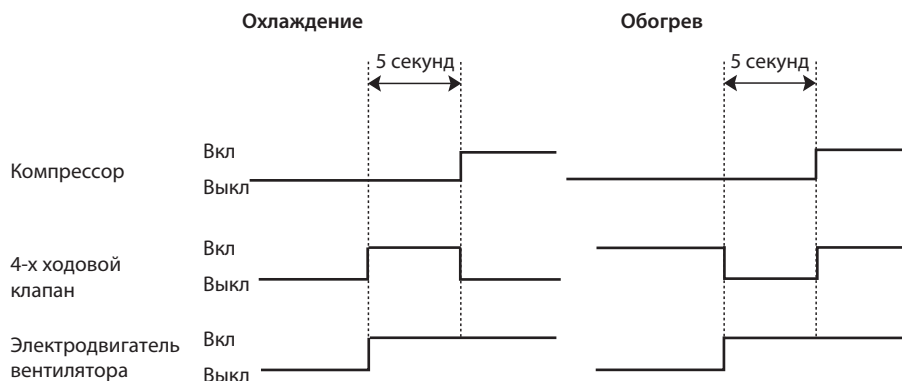 Охлаждение
Обогрев
5 секунд
5 секунд
Компрессор
Вкл
Выкл
4-х ходовой
клапан
Вкл
Выкл
Электродвигатель
вентилятора
Вкл
Выкл